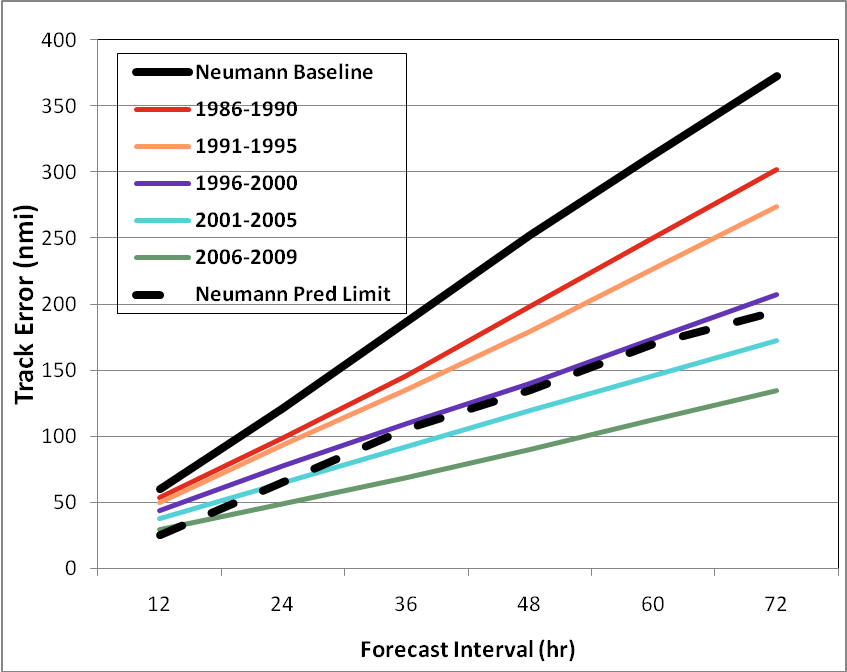 400
350
300
250
200
150
100
50
0
Track Error (nmi)
Neumann Baseline
1986-1990
1991-1995
1996-2000
2001-2005
2006-2009
Neumann Pred Limit
12 24 36 48 60 72
Forecast Interval (hr)